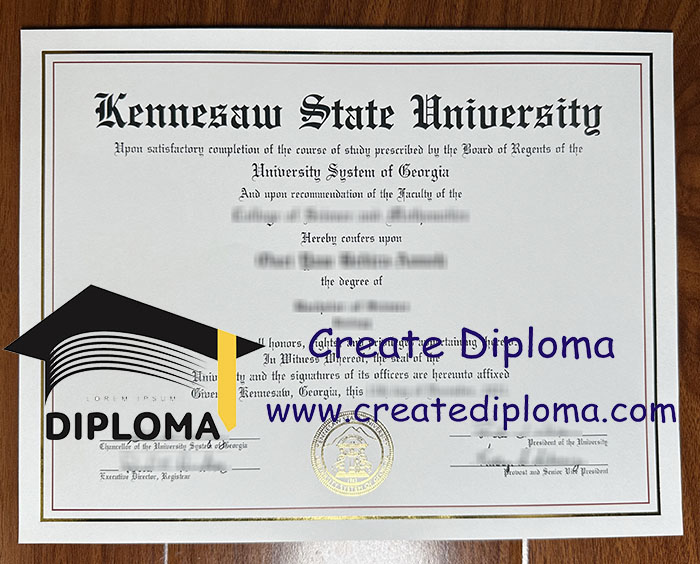 Kennesaw State University
Upon satisfactory completion of the course of study prescribed by the Board of Regents of the
University System of Georgia
And upon recommendation of the Faculty of the
Hereby confers upon
the degree of
all honors, rights
In Witness Whereof, the seal of the
University and the signatures of its officers are hereunto affixed
Given Kennesaw, Georgia, this
Create Diploma
www.creatediploma.com
LOREM IPSUM
DIPLOMA
Chancellor of the University System of Georgia
President of the University
Executive Director, Registrar
Provost and Senior Vice President